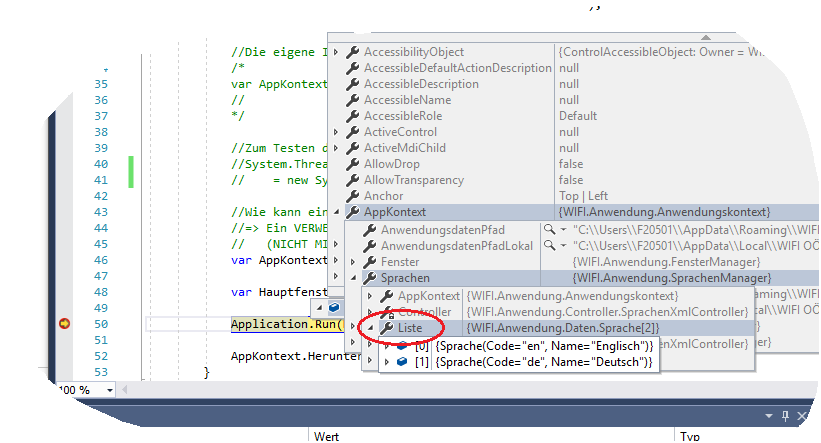 );
//Die eigene I
/*
35 var AppKontext
36 //
37 */
38
39 //Zum Testen d
40 //System.Threa
41 // = new Sy
42
43 //Wie kann ein
44 //=> Ein VERWE
45 // (NICHT MI
46 var AppKontext
47
48 var Hauptfenst
49
50 Application.Run(
51
52 AppKontext.Herunter
53 }
100 %
AccessibilityObject {ControlAccessibleObject: Owner = WI
AccessibleDefaultActionDescription null
AccessibleDescription null
AccessibleName null
AccessibleRole Default
ActiveControl null
ActiveMdiChild null
AllowDrop false
AllowTransparency false
Anchor Top | Left
AppKontext {WIFI.Anwendung.Anwendungskontext}
AnwendungsdatenPfad "C:\\Users\\F20501\\AppData\\Roaming\\WIFI
AnwendungsdatenPfadLokal "C:\\Users\\F20501\\AppData\\Local\\WIFI OÖ
Fenster {WIFI.Anwendung.FensterManager}
Sprachen {WIFI.Anwendung.SprachenManager}
AppKontext {WIFI.Anwendung.Anwendungskontext}
Controller {WIFI.Anwendung.Controller.SprachenXmlController}
Liste {WIFI.Anwendung.Daten.Sprache[2]}
[0] {Sprache(Code="en", Name="Englisch")}
[1] {Sprache(Code="de", Name="Deutsch")}
Wert Typ